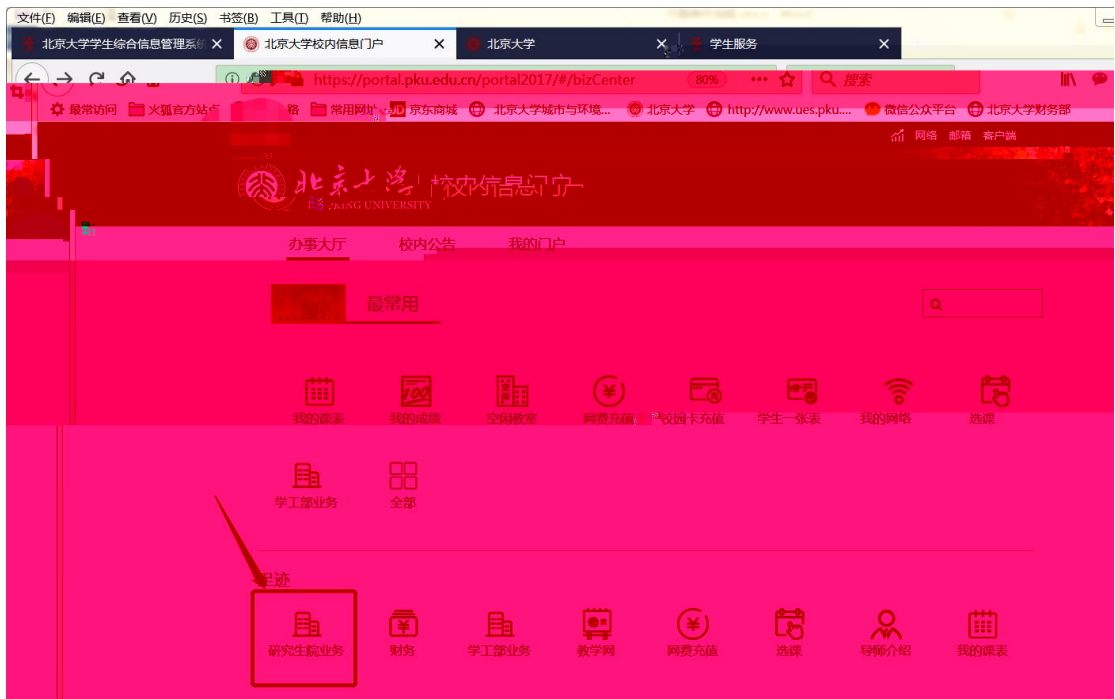 文件(F) 编辑(E) 查看(V) 历史(S) 书签(B) 工具(T) 帮助(H)
北京大学学生综合信息管理系统 北京大学校内信息门户 北京大学 学生服务
https://portal.pku.edu.cn/portal2017/#/bizCenter 80% 搜索
最常访问 火狐官方站点 路 常用网址 JD 京东商城 北京大学城市与环境... 北京大学 http://www.ues.pku.... 微信公众平台 北京大学财务部
网络 邮箱 客户端
北京大学 校内信息门户
PEKING UNIVERSITY
办事大厅 校内公告 我的门户
最常用
我的课表 我的成绩 空闲教室 网费充值 校园卡充值 学生一张表 我的网络 选课
学工部业务 全部
足迹
研究生院业务 财务 学工部业务 教学网 网费充值 选课 导师介绍 我的课表